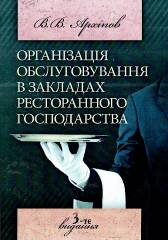 В.В. Архіпов
ОРГАНІЗАЦІЯ
ОБСЛУГОВУВАННЯ
В ЗАКЛАДАХ
РЕСТОРАННОГО
ГОСПОДАРСТВА
3-тє
видання